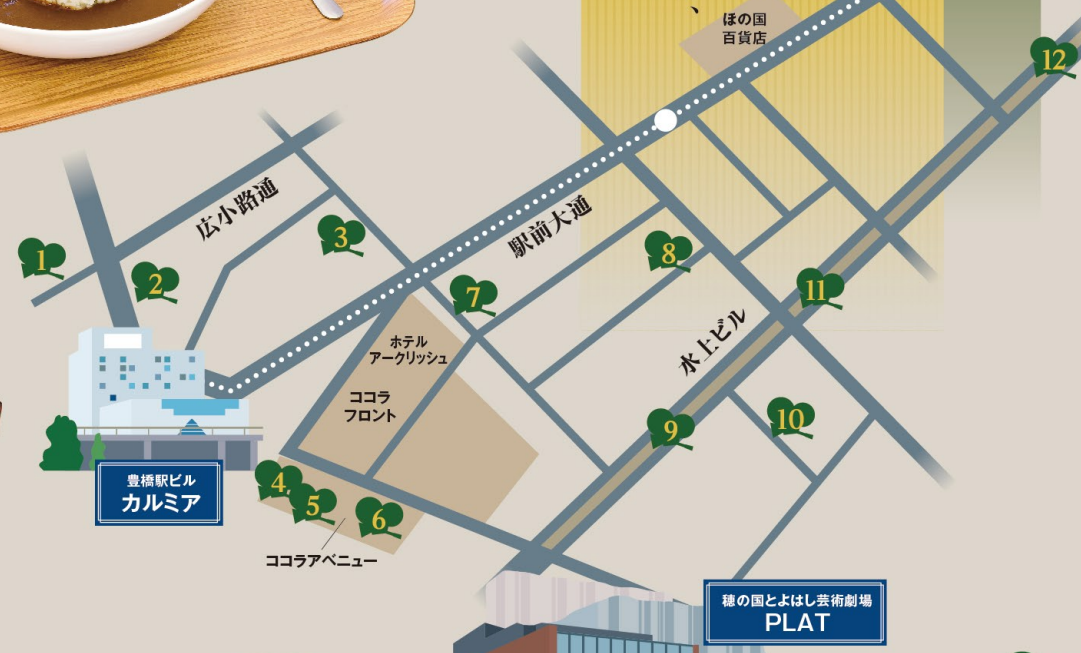 、
ほの国
百貨店
12
広小路通
駅前大通
1
2
3
7
8
11
水上ビル
ホテル
アークリッシュ
ココラ
フロント
9
10
豊橋駅ビル
カルミア
4
5
6
ココラアベニュー
穂の国とよはし芸術劇場
PLAT